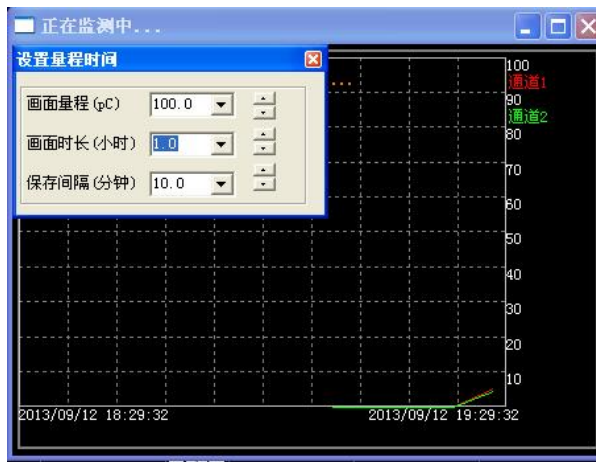 正在监测中...
设置量程时间
画面量程(pC) 100.0
画面时长(小时) 1.0
保存间隔(分钟) 10.0
100
通道1
90
通道2
80
70
60
50
40
30
20
10
2013/09/12 18:29:32
2013/09/12 19:29:32